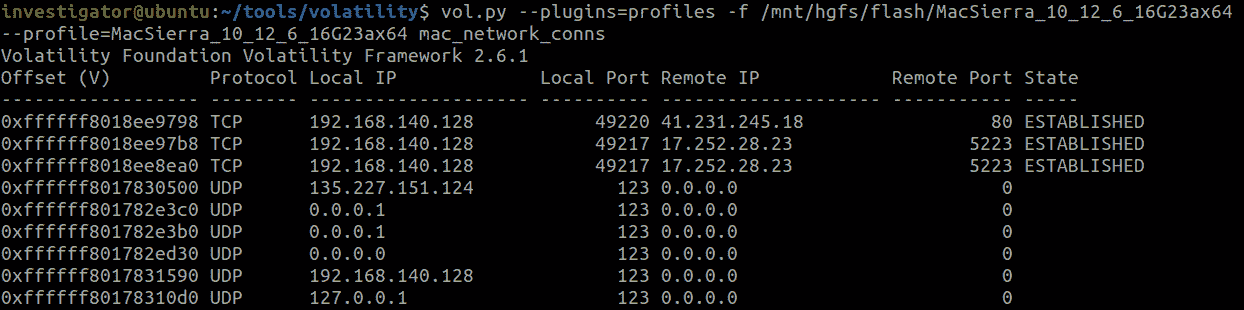 investigator@ubuntu:~/tools/volatility$ vol.py --plugins=profiles -f /mnt/hgfs/flash/MacSierra_10_12_6_16G23ax64
--profile=MacSierra_10_12_6_16G23ax64 mac_network_conns
Volatility Foundation Volatility Framework 2.6.1
Offset (V)         Protocol Local IP             Local Port Remote IP            Remote Port State
------------------ -------- -------------------- ---------- -------------------- ----------- -----
0xffffff8018ee9798 TCP      192.168.140.128           49220 41.231.245.18                 80 ESTABLISHED
0xffffff8018ee97b8 TCP      192.168.140.128           49217 17.252.28.23                5223 ESTABLISHED
0xffffff8018ee8ea0 TCP      192.168.140.128           49217 17.252.28.23                5223 ESTABLISHED
0xffffff8017830500 UDP      135.227.151.124             123 0.0.0.0                        0
0xffffff801782e3c0 UDP      0.0.0.1                     123 0.0.0.0                        0
0xffffff801782e3b0 UDP      0.0.0.1                     123 0.0.0.0                        0
0xffffff801782ed30 UDP      0.0.0.0                     123 0.0.0.0                        0
0xffffff8017831590 UDP      192.168.140.128             123 0.0.0.0                        0
0xffffff80178310d0 UDP      127.0.0.1                   123 0.0.0.0                        0